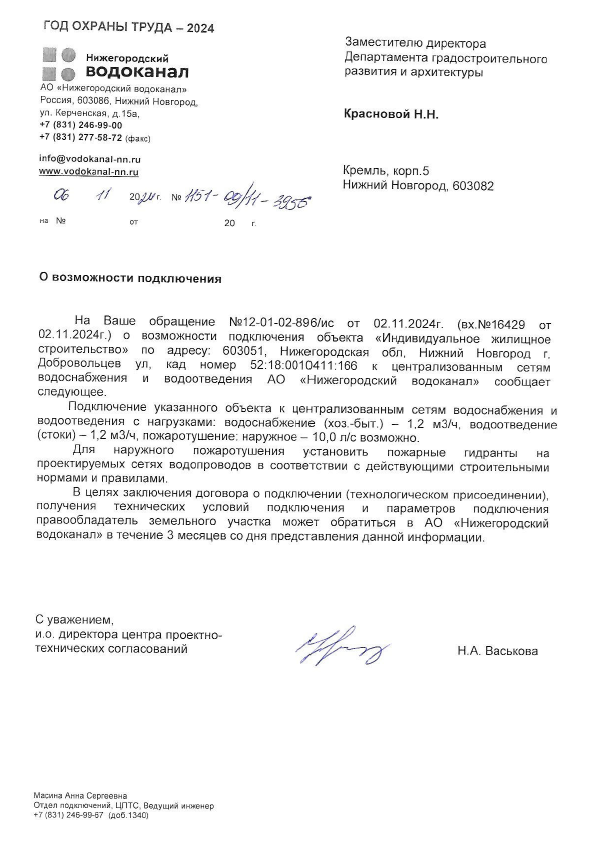 ГОД ОХРАНЫ ТРУДА – 2024
Нижегородский
ВОДОКАНАЛ
АО «Нижегородский водоканал»
Россия, 603086, Нижний Новгород,
ул. Керченская, д.15а,
+7 (831) 246-99-00
+7 (831) 277-58-72 (факс)
info@vodokanal-nn.ru
www.vodokanal-nn.ru
06 11 2024г. № 1151-09/11-3955
на № от 20 г.
Заместителю директора
Департамента градостроительного
развития и архитектуры
Красновой Н.Н.
Кремль, корп.5
Нижний Новгород, 603082
О возможности подключения
На Ваше обращение №12-01-02-896/ис от 02.11.2024г. (вх.№16429 от
02.11.2024г.) о возможности подключения объекта «Индивидуальное жилищное
строительство» по адресу: 603051, Нижегородская обл, Нижний Новгород г,
Добровольцев ул, кад номер 52:18:0010411:166 к централизованным сетям
водоснабжения и водоотведения АО «Нижегородский водоканал» сообщает
следующее.
Подключение указанного объекта к централизованным сетям водоснабжения и
водоотведения с нагрузками: водоснабжение (хоз.-быт.) – 1,2 м3/ч, водоотведение
(стоки) – 1,2 м3/ч, пожаротушение: наружное – 10,0 л/с возможно.
Для наружного пожаротушения установить пожарные гидранты на
проектируемых сетях водопроводов в соответствии с действующими строительными
нормами и правилами.
В целях заключения договора о подключении (технологическом присоединении),
получения технических условий подключения и параметров подключения
правообладатель земельного участка может обратиться в АО «Нижегородский
водоканал» в течение 3 месяцев со дня представления данной информации.
С уважением,
и.о. директора центра проектно-
технических согласований
Н.А. Васькова
Масина Анна Сергеевна
Отдел подключений, ЦПТС, Ведущий инженер
+7 (831) 246-99-67 (доб.1340)